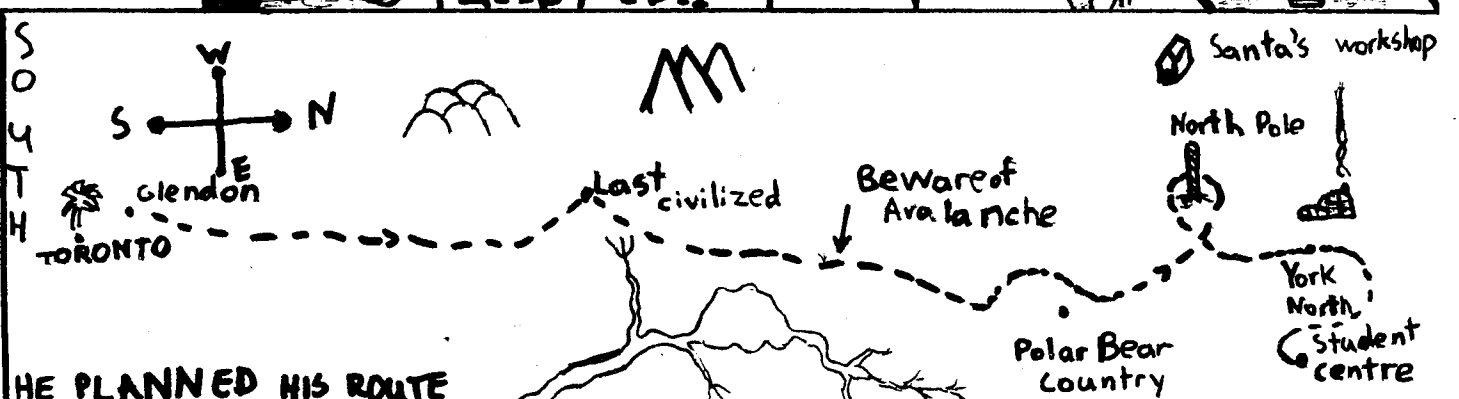 SOUTH
W
S N
E
Glendon
TORONTO
Last
civilized
Beware of
Avalanche
Santa's workshop
North Pole
Polar Bear
Country
York
North
Student
centre
HE PLANNED HIS ROUTE